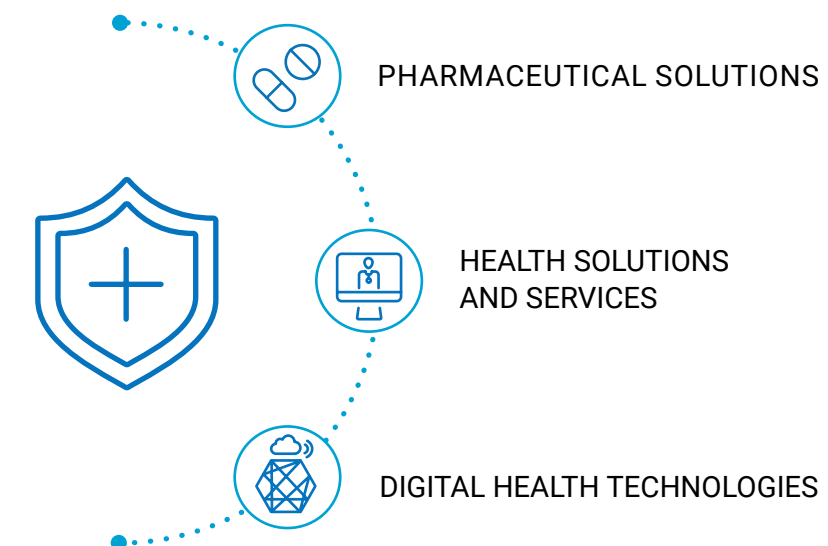 PHARMACEUTICAL SOLUTIONS
HEALTH SOLUTIONS
AND SERVICES
DIGITAL HEALTH TECHNOLOGIES